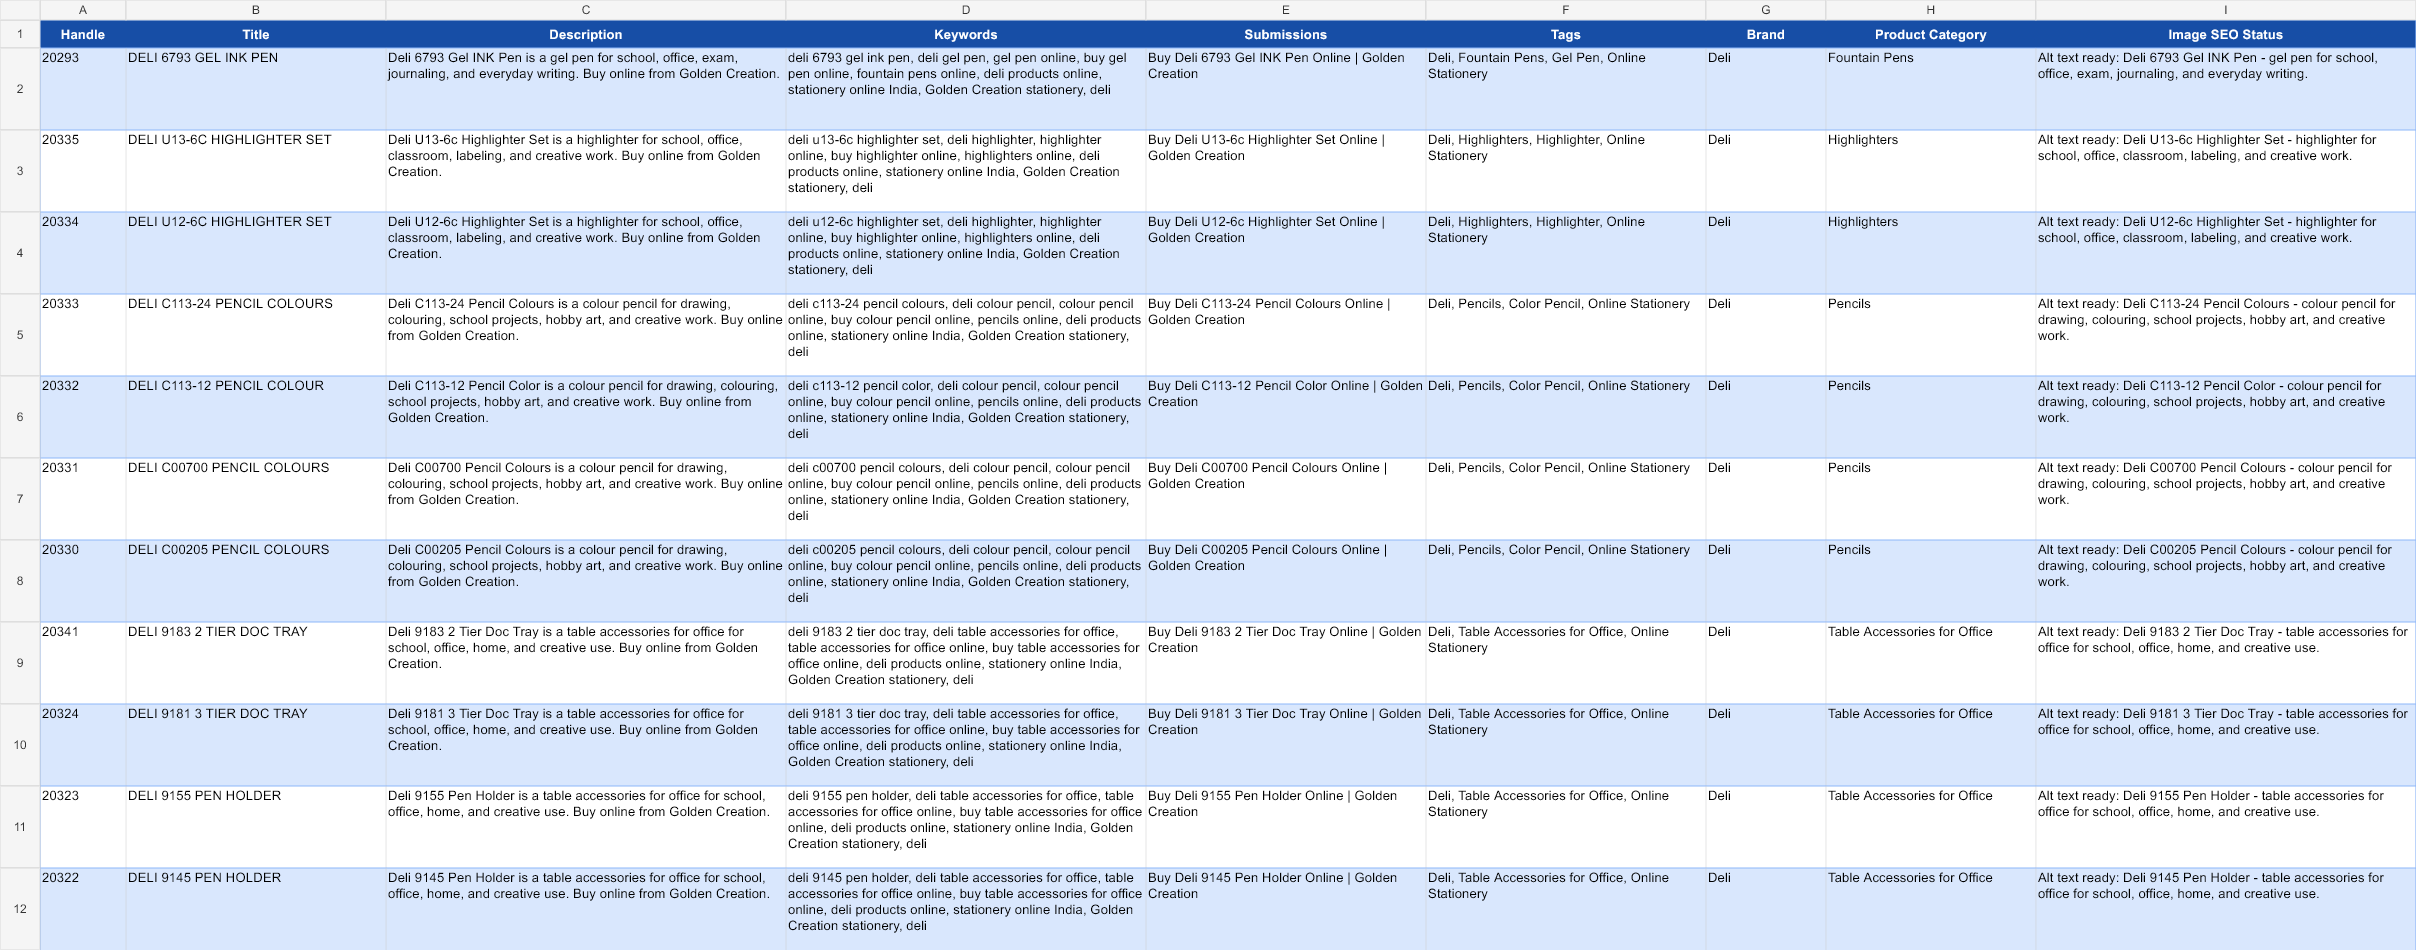 A B C D E F G H I
1 Handle Title Description Keywords Submissions Tags Brand Product Category Image SEO Status
2
20293
DELI 6793 GEL INK PEN
Deli 6793 Gel INK Pen is a gel pen for school, office, exam,
journaling, and everyday writing. Buy online from Golden Creation.
deli 6793 gel ink pen, deli gel pen, gel pen online, buy gel
pen online, fountain pens online, deli products online,
stationery online India, Golden Creation stationery, deli
Buy Deli 6793 Gel INK Pen Online | Golden
Creation
Deli, Fountain Pens, Gel Pen, Online
Stationery
Deli
Fountain Pens
Alt text ready: Deli 6793 Gel INK Pen - gel pen for school,
office, exam, journaling, and everyday writing.
3
20335
DELI U13-6C HIGHLIGHTER SET
Deli U13-6c Highlighter Set is a highlighter for school, office,
classroom, labeling, and creative work. Buy online from Golden
Creation.
deli u13-6c highlighter set, deli highlighter, highlighter
online, buy highlighter online, highlighters online, deli
products online, stationery online India, Golden Creation
stationery, deli
Buy Deli U13-6c Highlighter Set Online |
Golden Creation
Deli, Highlighters, Highlighter, Online
Stationery
Deli
Highlighters
Alt text ready: Deli U13-6c Highlighter Set - highlighter for
school, office, classroom, labeling, and creative work.
4
20334
DELI U12-6C HIGHLIGHTER SET
Deli U12-6c Highlighter Set is a highlighter for school, office,
classroom, labeling, and creative work. Buy online from Golden
Creation.
deli u12-6c highlighter set, deli highlighter, highlighter
online, buy highlighter online, highlighters online, deli
products online, stationery online India, Golden Creation
stationery, deli
Buy Deli U12-6c Highlighter Set Online |
Golden Creation
Deli, Highlighters, Highlighter, Online
Stationery
Deli
Highlighters
Alt text ready: Deli U12-6c Highlighter Set - highlighter for
school, office, classroom, labeling, and creative work.
5
20333
DELI C113-24 PENCIL COLOURS
Deli C113-24 Pencil Colours is a colour pencil for drawing,
colouring, school projects, hobby art, and creative work. Buy online
from Golden Creation.
deli c113-24 pencil colours, deli colour pencil, colour pencil
online, buy colour pencil online, pencils online, deli products
online, stationery online India, Golden Creation stationery,
deli
Buy Deli C113-24 Pencil Colours Online |
Golden Creation
Deli, Pencils, Color Pencil, Online Stationery
Deli
Pencils
Alt text ready: Deli C113-24 Pencil Colours - colour pencil for
drawing, colouring, school projects, hobby art, and creative
work.
6
20332
DELI C113-12 PENCIL COLOUR
Deli C113-12 Pencil Color is a colour pencil for drawing, colouring,
school projects, hobby art, and creative work. Buy online from
Golden Creation.
deli c113-12 pencil color, deli colour pencil, colour pencil
online, buy colour pencil online, pencils online, deli products
online, stationery online India, Golden Creation stationery,
deli
Buy Deli C113-12 Pencil Color Online | Golden
Creation
Deli, Pencils, Color Pencil, Online Stationery
Deli
Pencils
Alt text ready: Deli C113-12 Pencil Color - colour pencil for
drawing, colouring, school projects, hobby art, and creative
work.
7
20331
DELI C00700 PENCIL COLOURS
Deli C00700 Pencil Colours is a colour pencil for drawing,
colouring, school projects, hobby art, and creative work. Buy online
from Golden Creation.
deli c00700 pencil colours, deli colour pencil, colour pencil
online, buy colour pencil online, pencils online, deli products
online, stationery online India, Golden Creation stationery,
deli
Buy Deli C00700 Pencil Colours Online |
Golden Creation
Deli, Pencils, Color Pencil, Online Stationery
Deli
Pencils
Alt text ready: Deli C00700 Pencil Colours - colour pencil for
drawing, colouring, school projects, hobby art, and creative
work.
8
20330
DELI C00205 PENCIL COLOURS
Deli C00205 Pencil Colours is a colour pencil for drawing,
colouring, school projects, hobby art, and creative work. Buy online
from Golden Creation.
deli c00205 pencil colours, deli colour pencil, colour pencil
online, buy colour pencil online, pencils online, deli products
online, stationery online India, Golden Creation stationery,
deli
Buy Deli C00205 Pencil Colours Online |
Golden Creation
Deli, Pencils, Color Pencil, Online Stationery
Deli
Pencils
Alt text ready: Deli C00205 Pencil Colours - colour pencil for
drawing, colouring, school projects, hobby art, and creative
work.
9
20341
DELI 9183 2 TIER DOC TRAY
Deli 9183 2 Tier Doc Tray is a table accessories for office for
school, office, home, and creative use. Buy online from Golden
Creation.
deli 9183 2 tier doc tray, deli table accessories for office,
table accessories for office online, buy table accessories for
office online, deli products online, stationery online India,
Golden Creation stationery, deli
Buy Deli 9183 2 Tier Doc Tray Online | Golden
Creation
Deli, Table Accessories for Office, Online
Stationery
Deli
Table Accessories for Office
Alt text ready: Deli 9183 2 Tier Doc Tray - table accessories for
office for school, office, home, and creative use.
10
20324
DELI 9181 3 TIER DOC TRAY
Deli 9181 3 Tier Doc Tray is a table accessories for office for
school, office, home, and creative use. Buy online from Golden
Creation.
deli 9181 3 tier doc tray, deli table accessories for office,
table accessories for office online, buy table accessories for
office online, deli products online, stationery online India,
Golden Creation stationery, deli
Buy Deli 9181 3 Tier Doc Tray Online | Golden
Creation
Deli, Table Accessories for Office, Online
Stationery
Deli
Table Accessories for Office
Alt text ready: Deli 9181 3 Tier Doc Tray - table accessories for
office for school, office, home, and creative use.
11
20323
DELI 9155 PEN HOLDER
Deli 9155 Pen Holder is a table accessories for office for school,
office, home, and creative use. Buy online from Golden Creation.
deli 9155 pen holder, deli table accessories for office, table
accessories for office online, buy table accessories for office
online, deli products online, stationery online India, Golden
Creation stationery, deli
Buy Deli 9155 Pen Holder Online | Golden
Creation
Deli, Table Accessories for Office, Online
Stationery
Deli
Table Accessories for Office
Alt text ready: Deli 9155 Pen Holder - table accessories for
office for school, office, home, and creative use.
12
20322
DELI 9145 PEN HOLDER
Deli 9145 Pen Holder is a table accessories for office for school,
office, home, and creative use. Buy online from Golden Creation.
deli 9145 pen holder, deli table accessories for office, table
accessories for office online, buy table accessories for office
online, deli products online, stationery online India, Golden
Creation stationery, deli
Buy Deli 9145 Pen Holder Online | Golden
Creation
Deli, Table Accessories for Office, Online
Stationery
Deli
Table Accessories for Office
Alt text ready: Deli 9145 Pen Holder - table accessories for
office for school, office, home, and creative use.